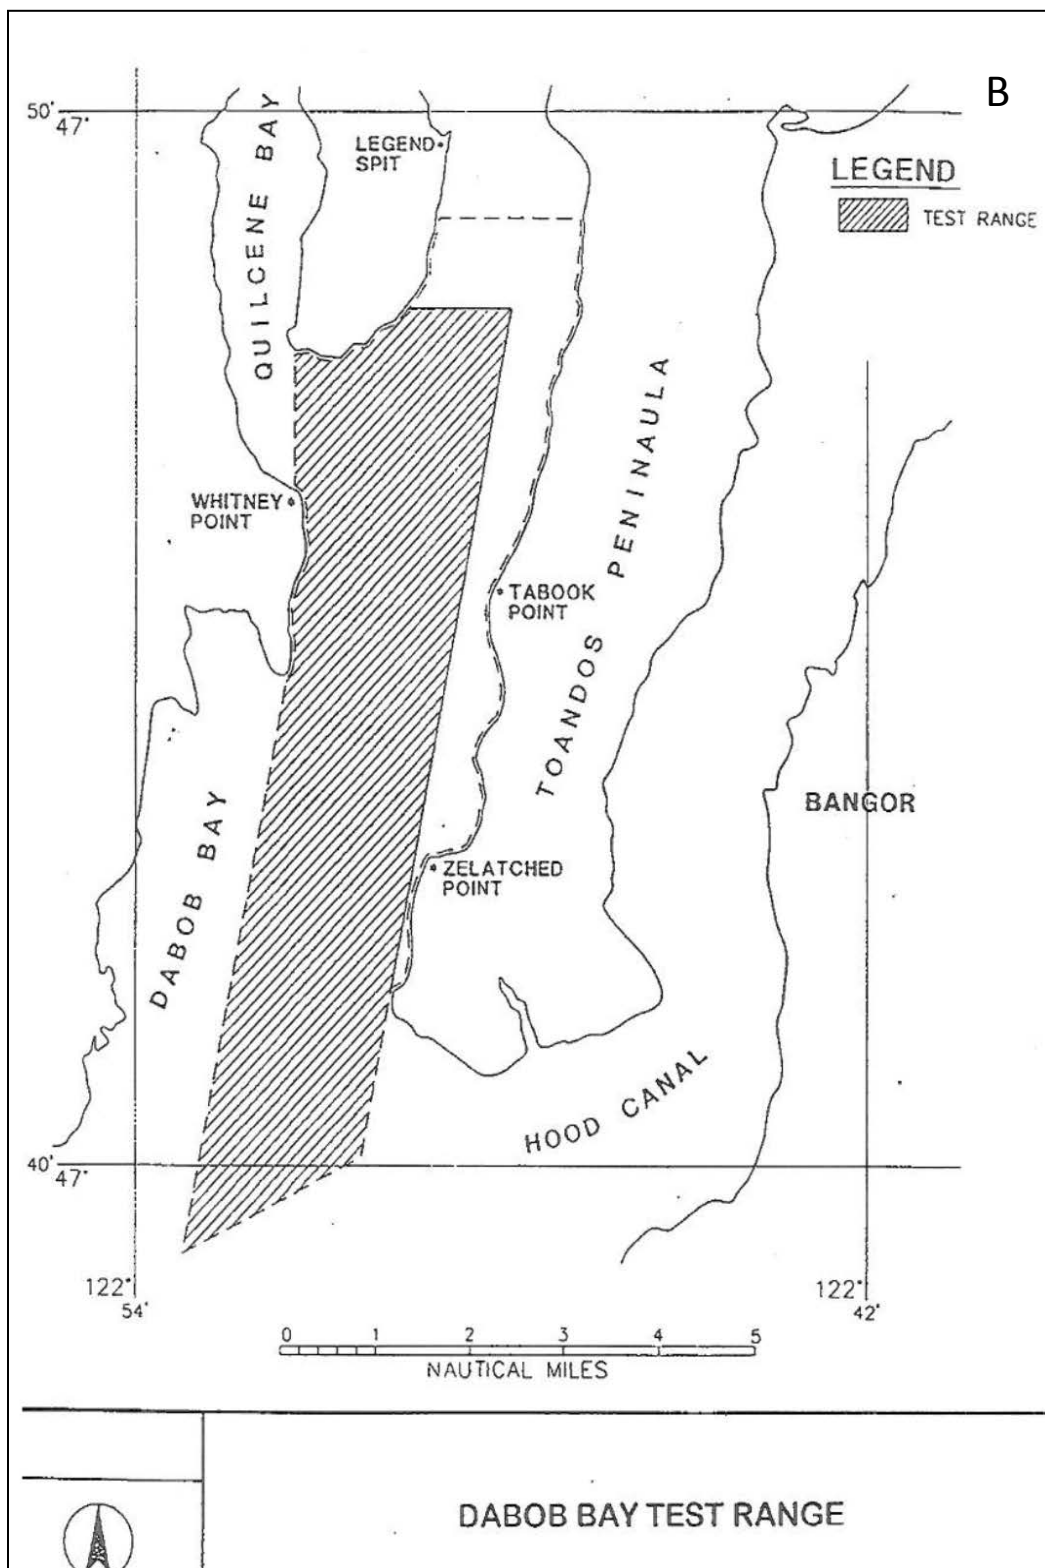 B
50'
47°
QUILCENE BAY
LEGEND
SPIT
LEGEND
TEST RANGE
WHITNEY
POINT
TABOOK
POINT
TOANDOS PENINAULA
BANGOR
ZELATCHED
POINT
DABOB BAY
HOOD CANAL
40'
47°
122°
54'
122°
42'
0 1 2 3 4 5
NAUTICAL MILES
DABOB BAY TEST RANGE